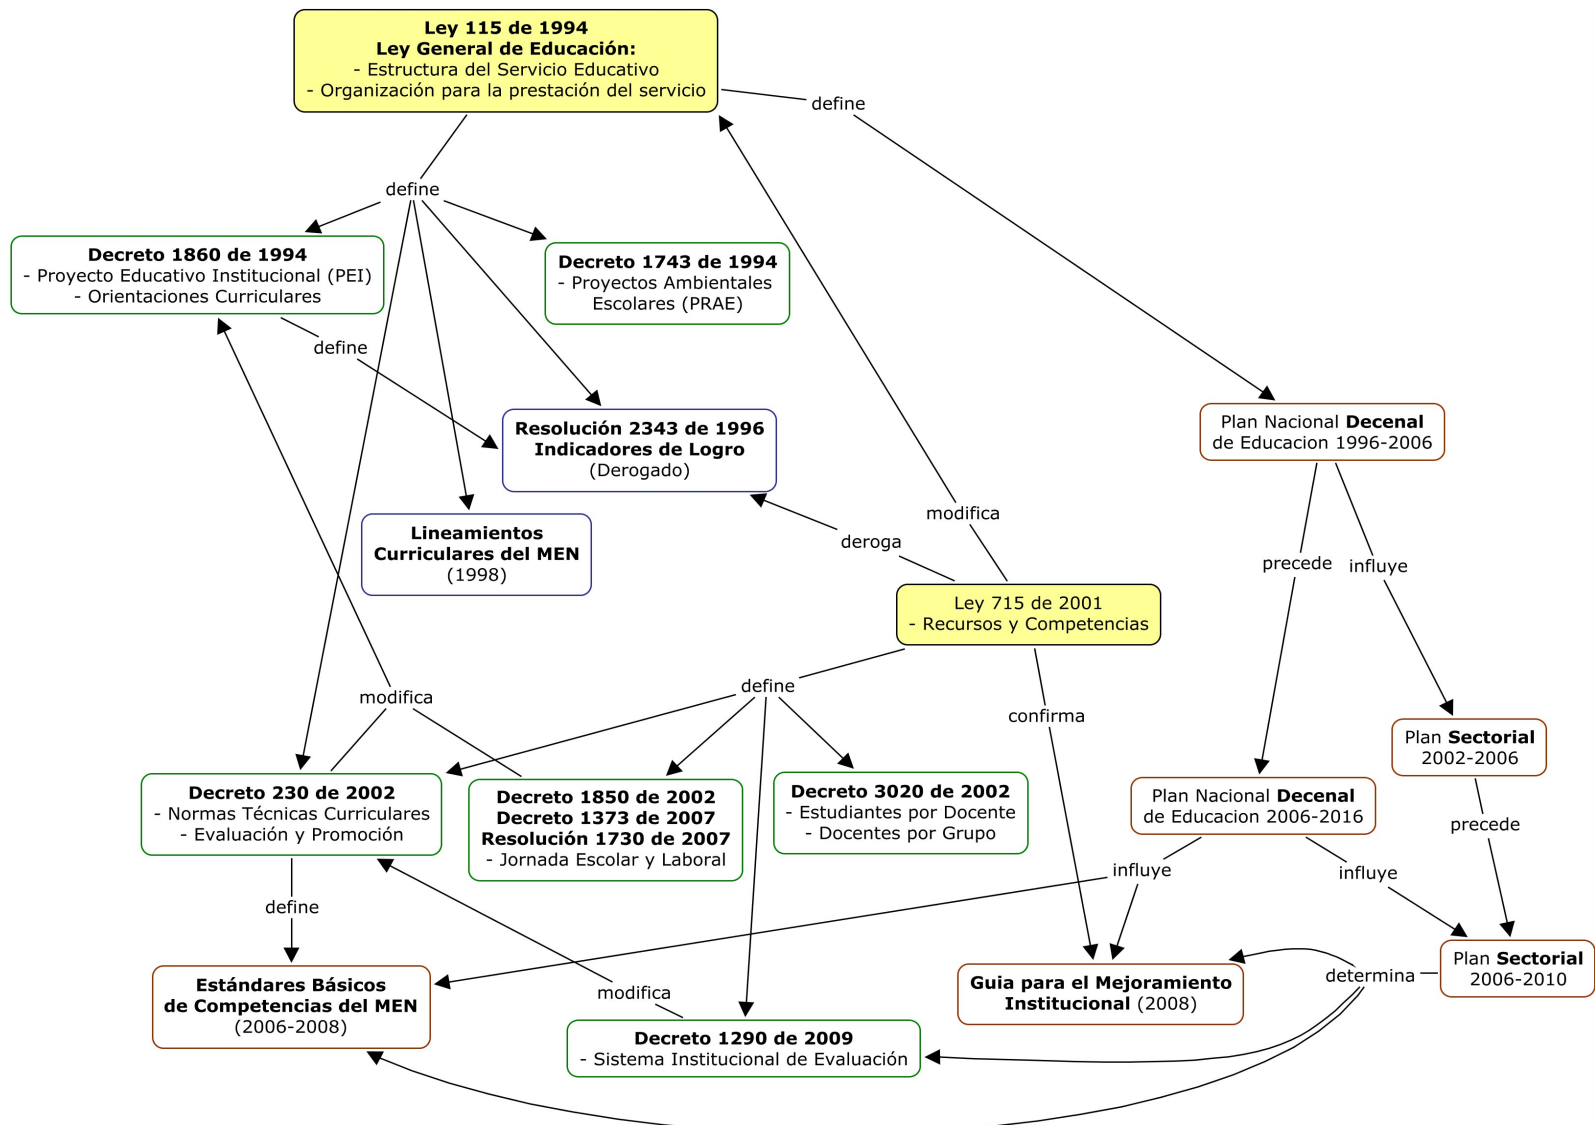 Ley 115 de 1994
Ley General de Educación:
- Estructura del Servicio Educativo
- Organización para la prestación del servicio
define
define
Decreto 1860 de 1994
- Proyecto Educativo Institucional (PEI)
- Orientaciones Curriculares
Decreto 1743 de 1994
- Proyectos Ambientales
Escolares (PRAE)
define
Resolución 2343 de 1996
Indicadores de Logro
(Derogado)
Plan Nacional Decenal
de Educacion 1996-2006
Lineamientos
Curriculares del MEN
(1998)
modifica
deroga
precede
influye
Ley 715 de 2001
- Recursos y Competencias
define
modifica
confirma
Plan Sectorial
2002-2006
Decreto 230 de 2002
- Normas Técnicas Curriculares
- Evaluación y Promoción
Decreto 1850 de 2002
Decreto 1373 de 2007
Resolución 1730 de 2007
- Jornada Escolar y Laboral
Decreto 3020 de 2002
- Estudiantes por Docente
- Docentes por Grupo
Plan Nacional Decenal
de Educacion 2006-2016
precede
influye
influye
define
Estándares Básicos
de Competencias del MEN
(2006-2008)
modifica
Guia para el Mejoramiento
Institucional (2008)
determina
Plan Sectorial
2006-2010
Decreto 1290 de 2009
- Sistema Institucional de Evaluación